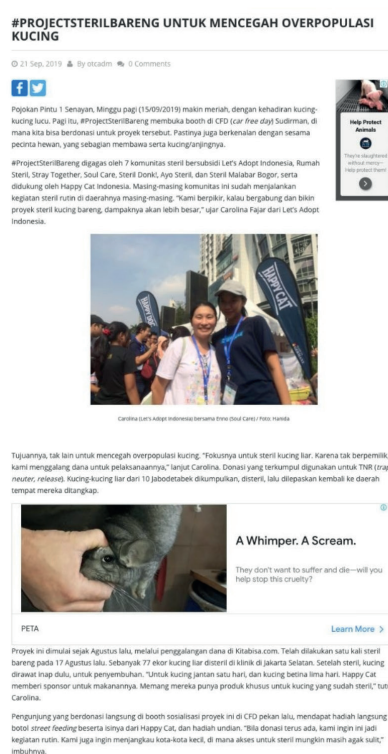 #PROJECTSTERILBARENG UNTUK MENCEGAH OVERPOPULASI
KUCING
21 Sep, 2019 By otcadm 0 Comments
Pojokan Pintu 1 Senayan, Minggu pagi (15/09/2019) makin meriah, dengan kehadiran kucing-
kucing lucu. Pagi itu, #ProjectSterilBareng membuka booth di CFD (car free day) Sudirman, di
mana kita bisa berdonasi untuk proyek tersebut. Pastinya juga berkenalan dengan sesama
pecinta hewan, yang sebagian membawa serta kucing/anjingnya.
Help Protect
Animals
They're slaughtered
without mercy—
Help protect them!
#ProjectSterilBareng digagas oleh 7 komunitas steril bersubsidi Let's Adopt Indonesia, Rumah
Steril, Stray Together, Soul Care, Steril Donk!, Ayo Steril, dan Steril Malabar Bogor, serta
didukung oleh Happy Cat Indonesia. Masing-masing komunitas ini sudah menjalankan
kegiatan steril rutin di daerahnya masing-masing. "Kami berpikir, kalau bergabung dan bikin
proyek steril kucing bareng, dampaknya akan lebih besar," ujar Carolina Fajar dari Let's Adopt
Indonesia.
HAPPY CAT
HAPPY CAT
Carolina (Let's Adopt Indonesia) bersama Enno (Soul Care) / Foto: Hanida
Tujuannya, tak lain untuk mencegah overpopulasi kucing. "Fokusnya untuk steril kucing liar. Karena tak berpemilik,
kami menggalang dana untuk pelaksanaannya," lanjut Carolina. Donasi yang terkumpul digunakan untuk TNR (trap
neuter, release). Kucing-kucing liar dari 10 Jabodetabek dikumpulkan, disteril, lalu dilepaskan kembali ke daerah
tempat mereka ditangkap.
A Whimper. A Scream.
They don't want to suffer and die—will you
help stop this cruelty?
PETA
Learn More >
Proyek ini dimulai sejak Agustus lalu, melalui penggalangan dana di Kitabisa.com. Telah dilakukan satu kali steril
bareng pada 17 Agustus lalu. Sebanyak 77 ekor kucing liar disteril di klinik di Jakarta Selatan. Setelah steril, kucing
dirawat inap dulu, untuk penyembuhan. "Untuk kucing jantan satu hari, dan kucing betina lima hari. Happy Cat
memberi sponsor untuk makanannya. Memang mereka punya produk khusus untuk kucing yang sudah steril," tut
Carolina.
Pengunjung yang berdonasi langsung di booth sosialisasi proyek ini di CFD pekan lalu, mendapat hadiah langsung
botol street feeding beserta isinya dari Happy Cat, dan hadiah undian. "Bila donasi terus ada, kami ingin ini jadi
kegiatan rutin. Kami juga ingin menjangkau kota-kota kecil, di mana akses untuk steril mungkin masih agak sulit,"
imbuhnya.